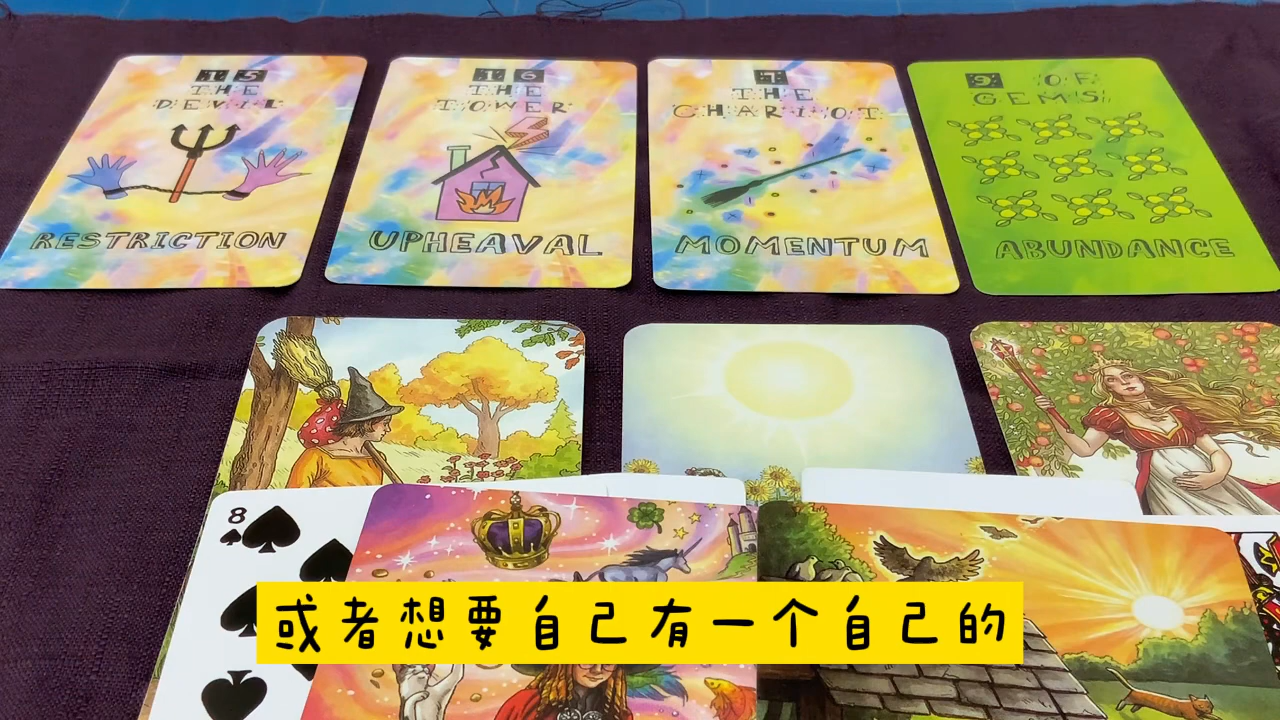 15
THE
DEVIL
RESTRICTION
16
THE
TOWER
UPHEAVAL
7
THE
CHARIOT
MOMENTUM
9 OF
GEMS
ABUNDANCE
8
或者想要自己有一个自己的